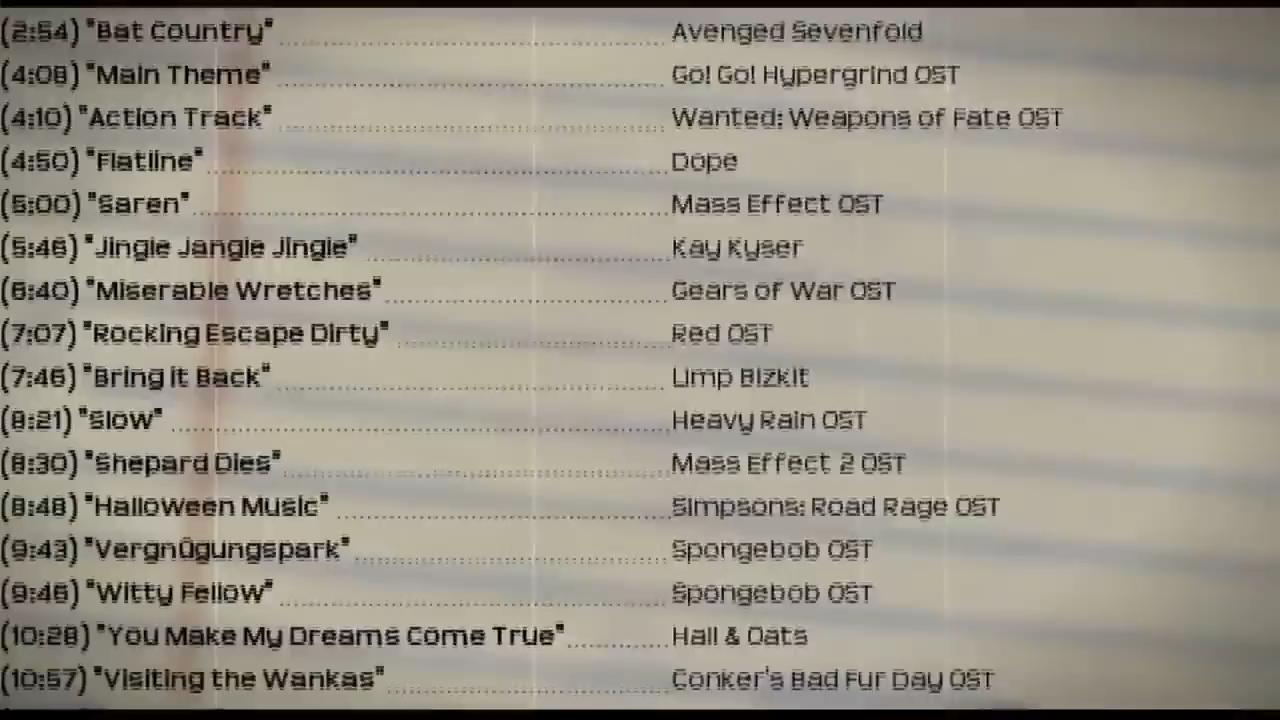 (2:54) "Bat Country" Avenged Sevenfold
(4:08) "Main Theme" Go! Go! Hypergrind OST
(4:10) "Action Track" Wanted: Weapons of Fate OST
(4:50) "Flatline" Dope
(5:00) "Saren" Mass Effect OST
(5:46) "Jingle Jangle Jingle" Kay Kyser
(6:40) "Miserable Wretches" Gears of War OST
(7:07) "Rocking Escape Dirty" Red OST
(7:46) "Bring it Back" Limp Bizkit
(8:21) "Slow" Heavy Rain OST
(8:30) "Shepard Dies" Mass Effect 2 OST
(8:48) "Halloween Music" Simpsons: Road Rage OST
(9:43) "Vergnügungspark" Spongebob OST
(9:46) "Witty Fellow" Spongebob OST
(10:28) "You Make My Dreams Come True" Hall & Oats
(10:57) "Visiting the Wankas" Conker's Bad Fur Day OST